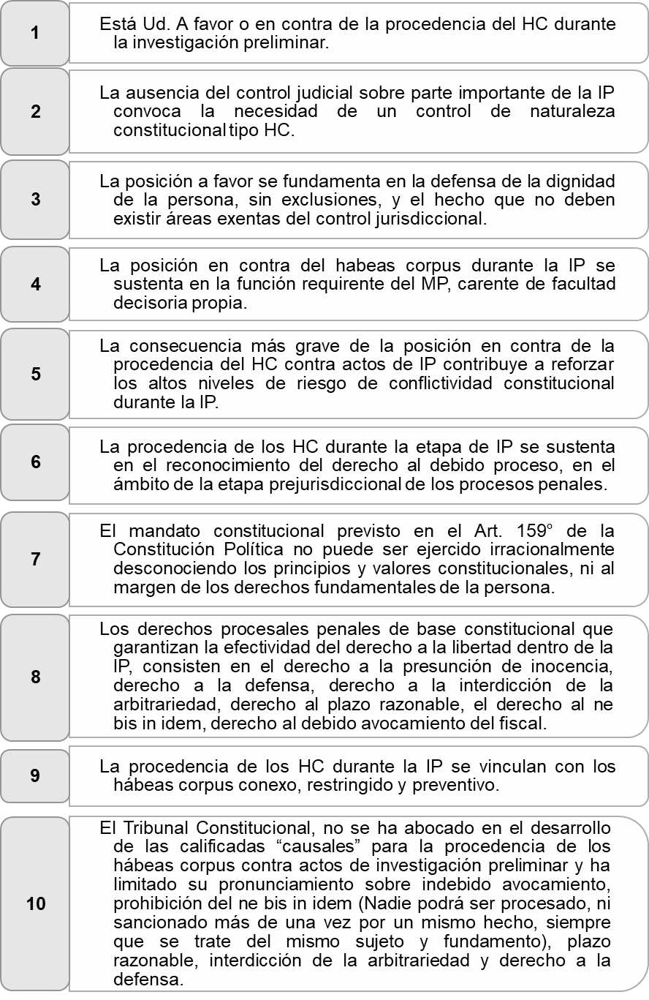 1
Está Ud. A favor o en contra de la procedencia del HC durante
la investigación preliminar.
2
La ausencia del control judicial sobre parte importante de la IP
convoca la necesidad de un control de naturaleza
constitucional tipo HC.
3
La posición a favor se fundamenta en la defensa de la dignidad
de la persona, sin exclusiones, y el hecho que no deben
existir áreas exentas del control jurisdiccional.
4
La posición en contra del habeas corpus durante la IP se
sustenta en la función requirente del MP, carente de facultad
decisoria propia.
5
La consecuencia más grave de la posición en contra de la
procedencia del HC contra actos de IP contribuye a reforzar
los altos niveles de riesgo de conflictividad constitucional
durante la IP.
6
La procedencia de los HC durante la etapa de IP se sustenta
en el reconocimiento del derecho al debido proceso, en el
ámbito de la etapa prejurisdiccional de los procesos penales.
7
El mandato constitucional previsto en el Art. 159° de la
Constitución Política no puede ser ejercido irracionalmente
desconociendo los principios y valores constitucionales, ni al
margen de los derechos fundamentales de la persona.
8
Los derechos procesales penales de base constitucional que
garantizan la efectividad del derecho a la libertad dentro de la
IP, consisten en el derecho a la presunción de inocencia,
derecho a la defensa, derecho a la interdicción de la
arbitrariedad, derecho al plazo razonable, el derecho al ne
bis in idem, derecho al debido avocamiento del fiscal.
9
La procedencia de los HC durante la IP se vinculan con los
hábeas corpus conexo, restringido y preventivo.
10
El Tribunal Constitucional, no se ha abocado en el desarrollo
de las calificadas “causales” para la procedencia de los
hábeas corpus contra actos de investigación preliminar y ha
limitado su pronunciamiento sobre indebido avocamiento,
prohibición del ne bis in idem (Nadie podrá ser procesado, ni
sancionado más de una vez por un mismo hecho, siempre
que se trate del mismo sujeto y fundamento), plazo
razonable, interdicción de la arbitrariedad y derecho a la
defensa.